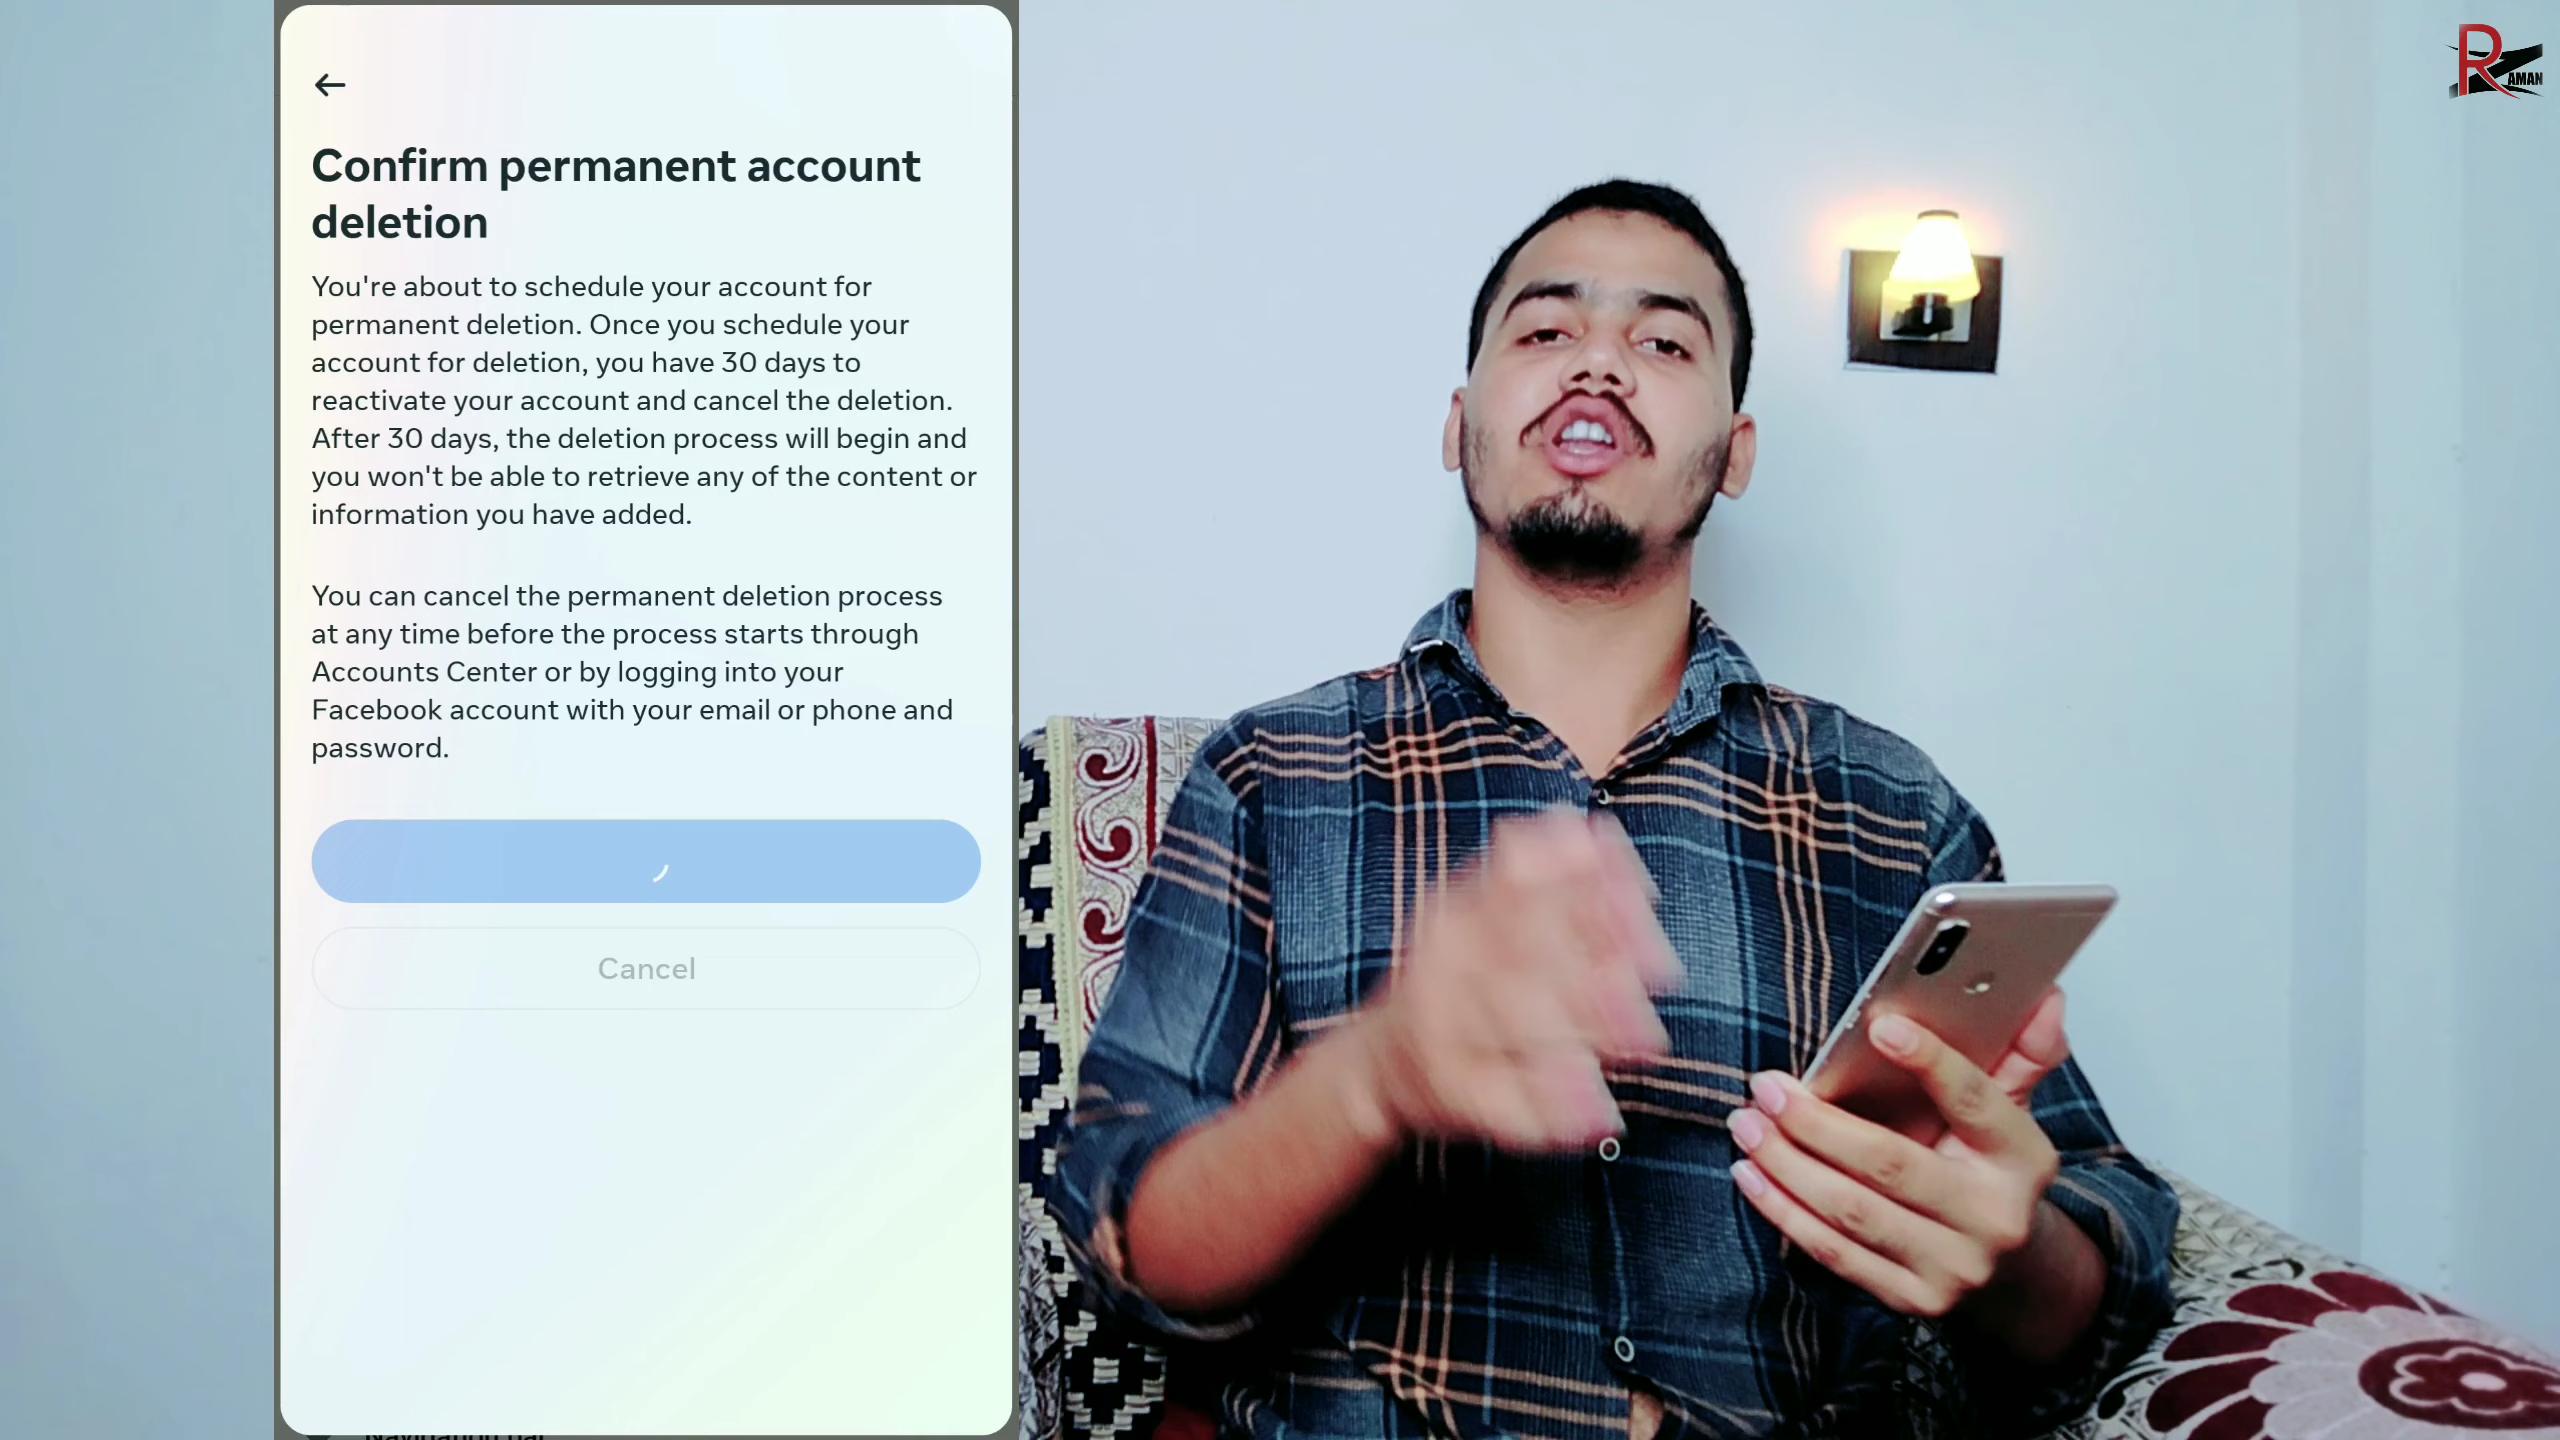 Confirm permanent account
deletion
You're about to schedule your account for
permanent deletion. Once you schedule your
account for deletion, you have 30 days to
reactivate your account and cancel the deletion.
After 30 days, the deletion process will begin and
you won't be able to retrieve any of the content or
information you have added.
You can cancel the permanent deletion process
at any time before the process starts through
Accounts Center or by logging into your
Facebook account with your email or phone and
password.
Cancel
RAMAN